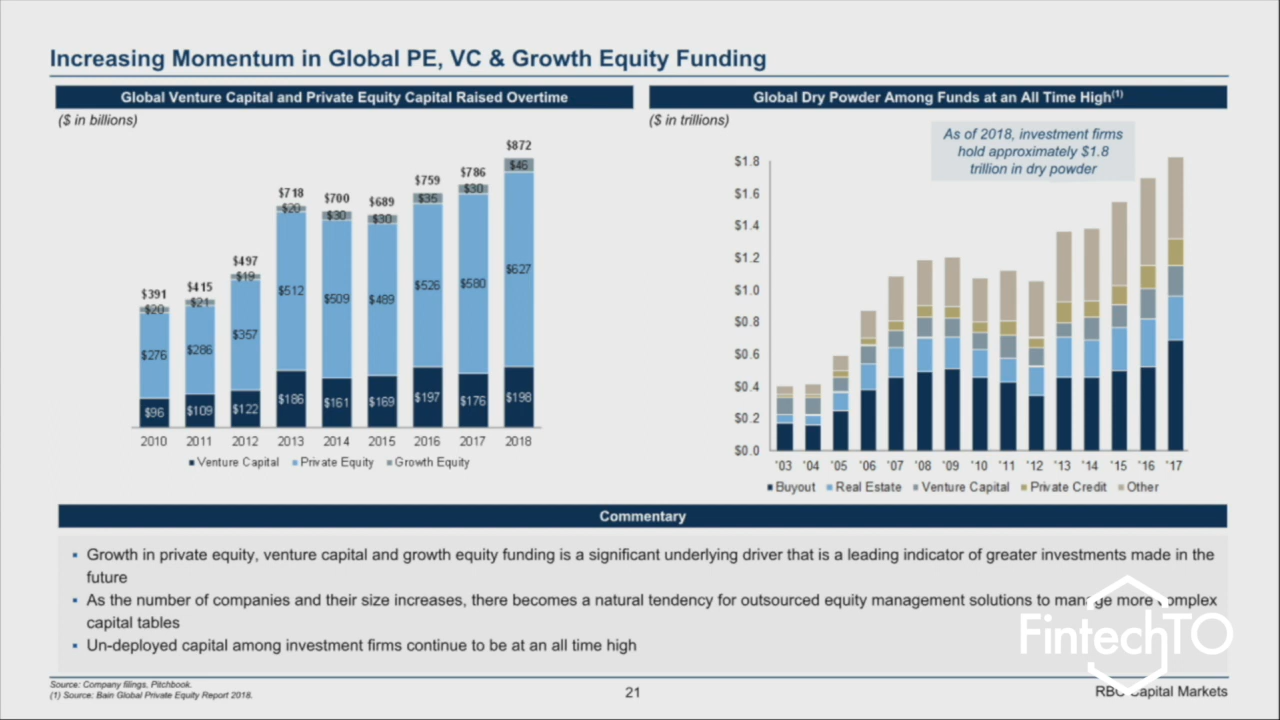 Increasing Momentum in Global PE, VC & Growth Equity Funding
Global Venture Capital and Private Equity Capital Raised Overtime
($ in billions)
$391 $415 $497 $718 $700 $689 $759 $786 $872
$20 $21 $19 $20 $30 $30 $35 $30 $46
$276 $286 $357 $512 $509 $489 $526 $580 $627
$96 $109 $122 $186 $161 $169 $197 $176 $198
2010 2011 2012 2013 2014 2015 2016 2017 2018
Venture Capital Private Equity Growth Equity
Global Dry Powder Among Funds at an All Time High(1)
($ in trillions)
As of 2018, investment firms
hold approximately $1.8
trillion in dry powder
$1.8
$1.6
$1.4
$1.2
$1.0
$0.8
$0.6
$0.4
$0.2
$0.0
'03 '04 '05 '06 '07 '08 '09 '10 '11 '12 '13 '14 '15 '16 '17
Buyout Real Estate Venture Capital Private Credit Other
Commentary
▪ Growth in private equity, venture capital and growth equity funding is a significant underlying driver that is a leading indicator of greater investments made in the
future
▪ As the number of companies and their size increases, there becomes a natural tendency for outsourced equity management solutions to manage more complex
capital tables
▪ Un-deployed capital among investment firms continue to be at an all time high
FintechTO
Source: Company filings, Pitchbook.
(1) Source: Bain Global Private Equity Report 2018.
21
RBC Capital Markets